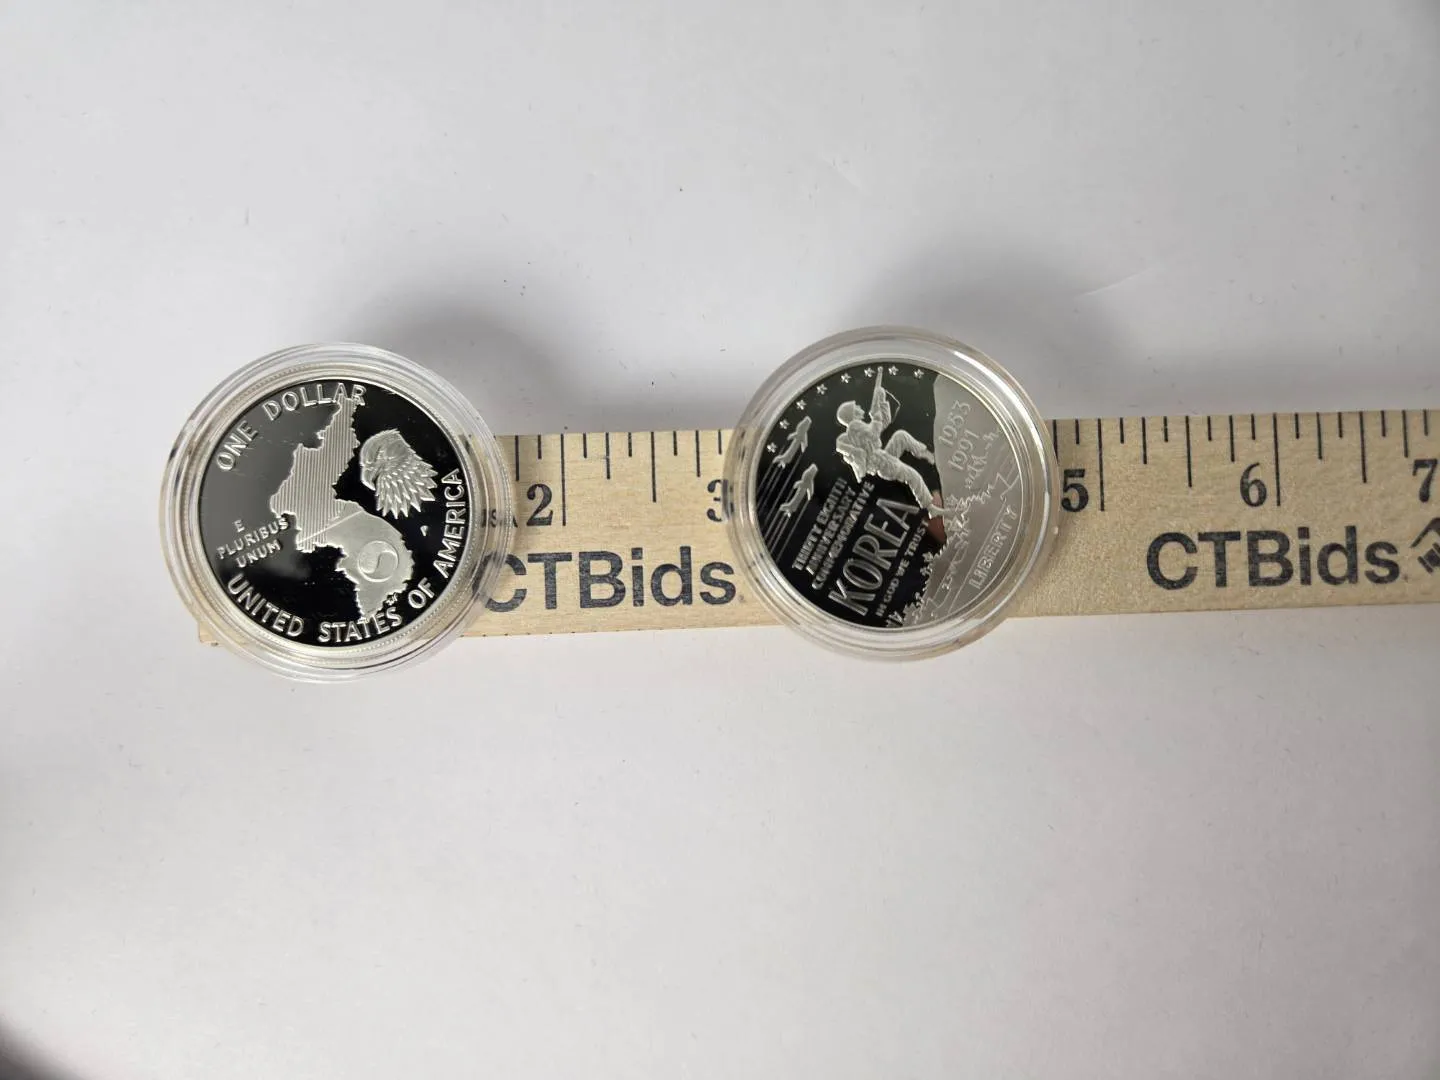 ONE DOLLAR
E
PLURIBUS
UNUM
UNITED STATES OF AMERICA
2
3
5
6
7
CTBids
CTBids
1953
1991
THIRTY EIGHTH
ANNIVERSARY
COMMEMORATIVE
KOREA
IN GOD WE TRUST
LIBERTY